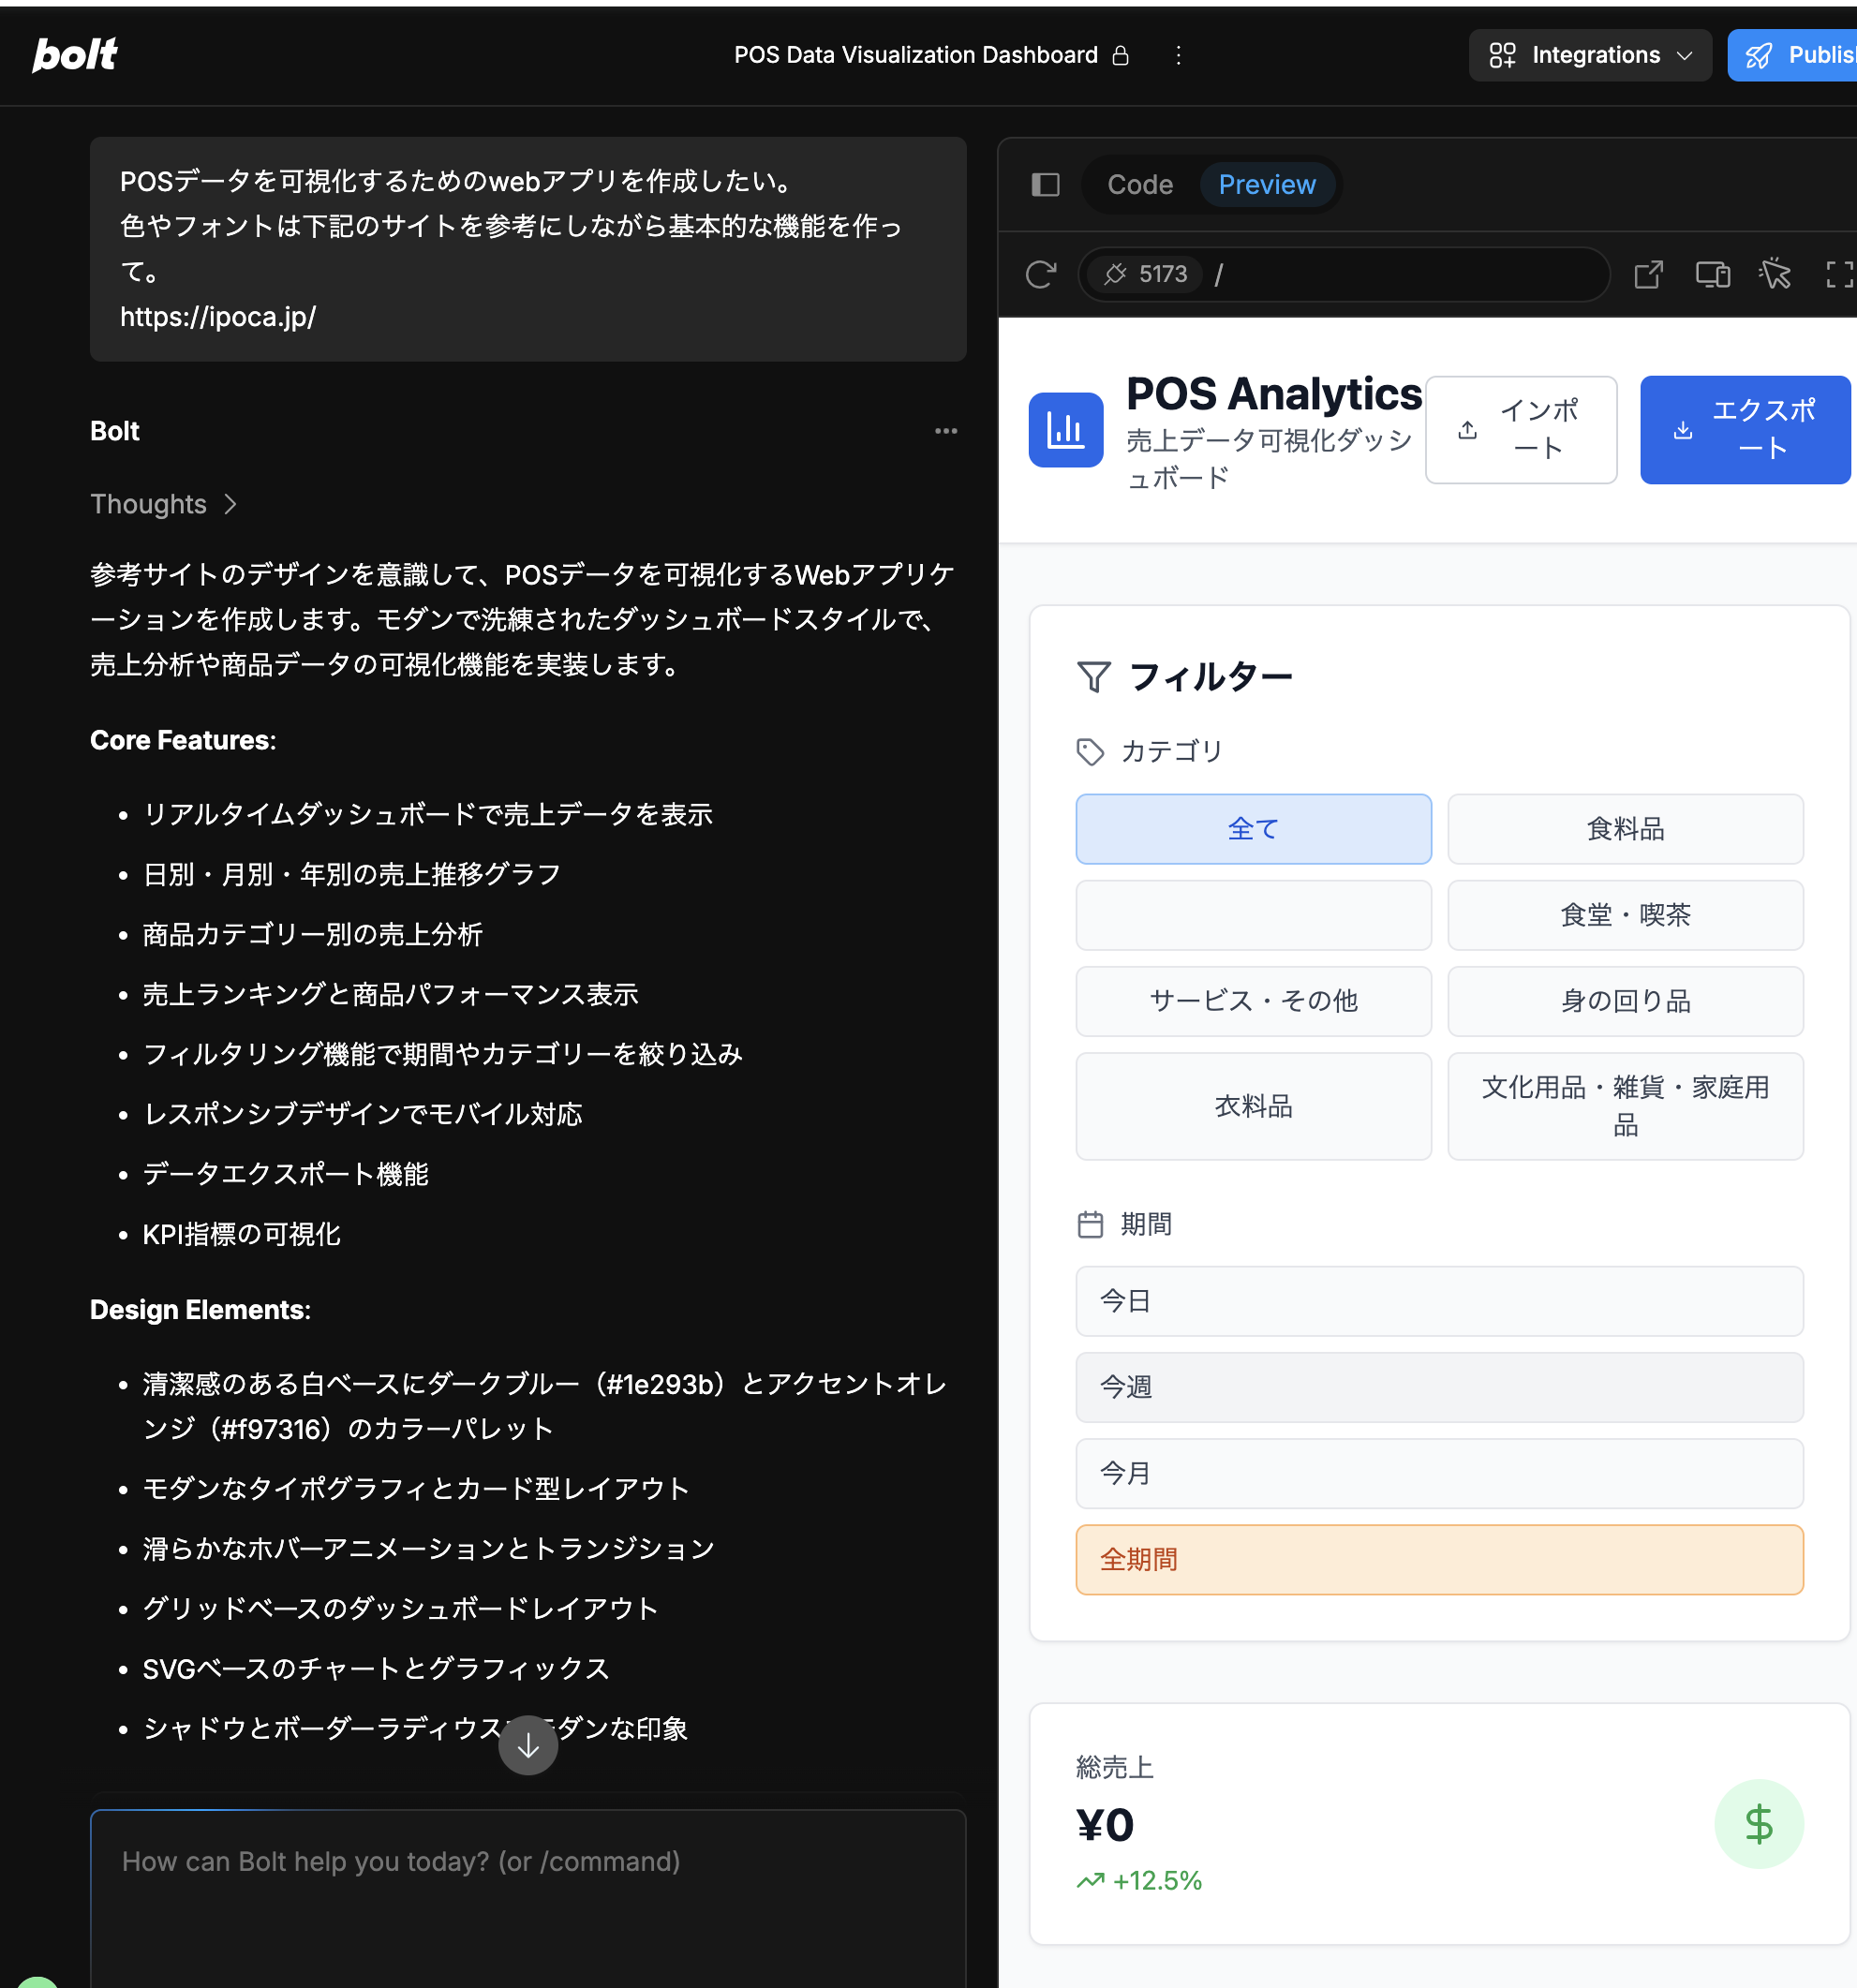 bolt
POS Data Visualization Dashboard
Integrations
Publis
POSデータを可視化するためのwebアプリを作成したい。
色やフォントは下記のサイトを参考にしながら基本的な機能を作っ
て。
https://ipoca.jp/
Bolt
Thoughts
参考サイトのデザインを意識して、POSデータを可視化するWebアプリケ
ーションを作成します。モダンで洗練されたダッシュボードスタイルで、
売上分析や商品データの可視化機能を実装します。
Core Features:
• リアルタイムダッシュボードで売上データを表示
• 日別・月別・年別の売上推移グラフ
• 商品カテゴリー別の売上分析
• 売上ランキングと商品パフォーマンス表示
• フィルタリング機能で期間やカテゴリーを絞り込み
• レスポンシブデザインでモバイル対応
• データエクスポート機能
• KPI指標の可視化
Design Elements:
• 清潔感のある白ベースにダークブルー（#1e293b）とアクセントオレ
ンジ（#f97316）のカラーパレット
• モダンなタイポグラフィとカード型レイアウト
• 滑らかなホバーアニメーションとトランジション
• グリッドベースのダッシュボードレイアウト
• SVGベースのチャートとグラフィックス
• シャドウとボーダーラディウス モダンな印象
How can Bolt help you today? (or /command)
Code
Preview
5173 /
POS Analytics
売上データ可視化ダッシ
ュボード
インポ
ート
エクスポ
ート
フィルター
カテゴリ
全て
食料品
食堂・喫茶
サービス・その他
身の回り品
衣料品
文化用品・雑貨・家庭用
品
期間
今日
今週
今月
全期間
総売上
¥0
+12.5%
$